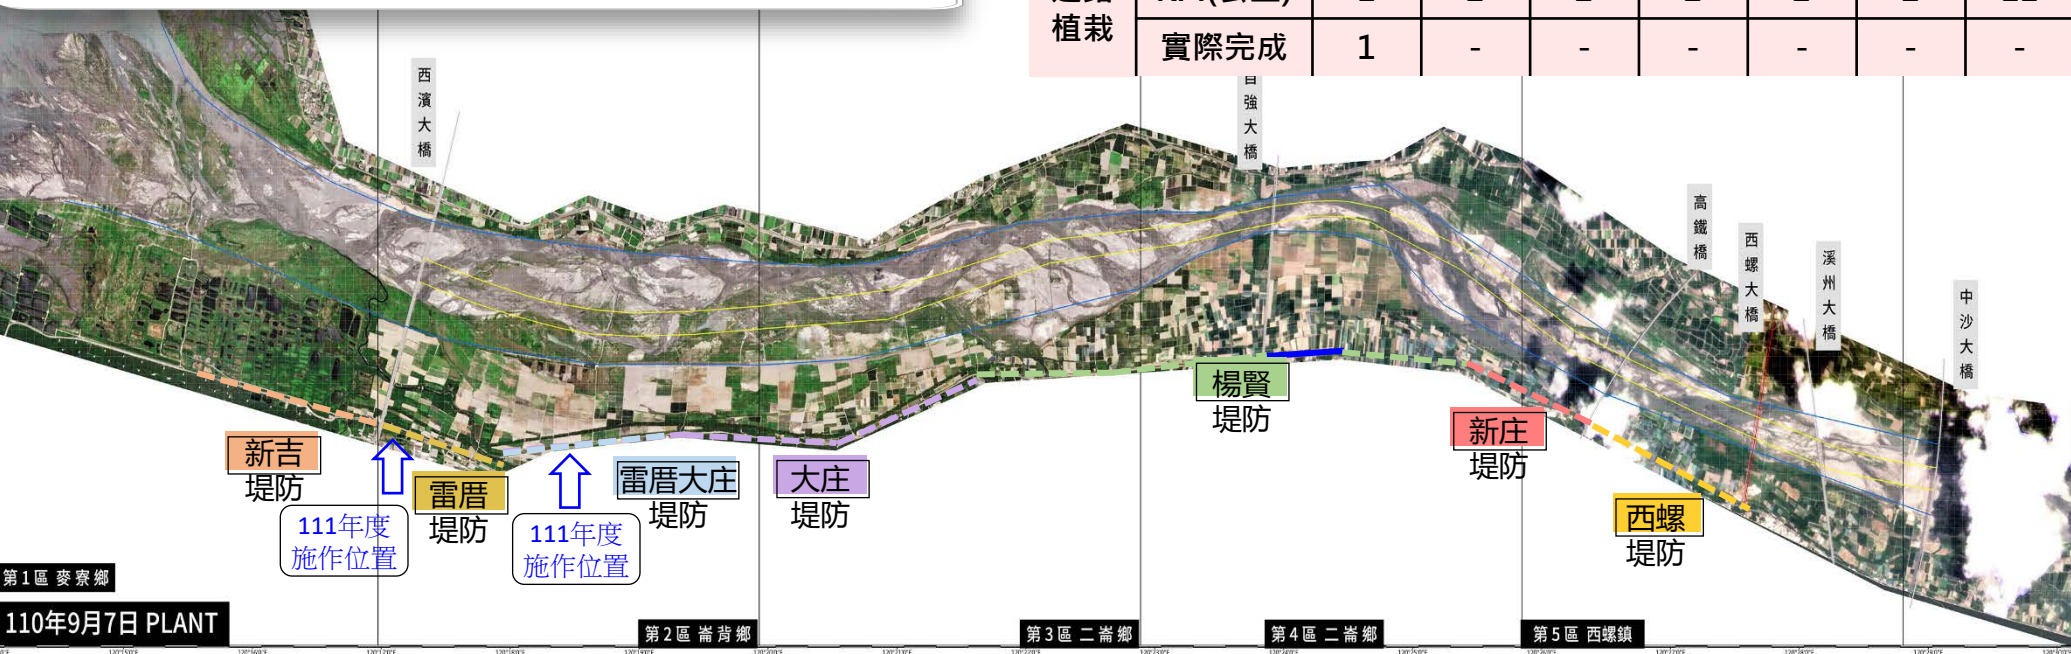 植栽
實際完成 1 - - - - - -
西濱大橋
自強大橋
高鐵橋
西螺大橋
溪州大橋
中沙大橋
新吉
堤防
雷厝
堤防
雷厝大庄
堤防
大庄
堤防
楊賢
堤防
新庄
堤防
西螺
堤防
111年度
施作位置
111年度
施作位置
第1區 麥寮鄉
110年9月7日 PLANT
第2區 崙背鄉
第3區 二崙鄉
第4區 二崙鄉
第5區 西螺鎮